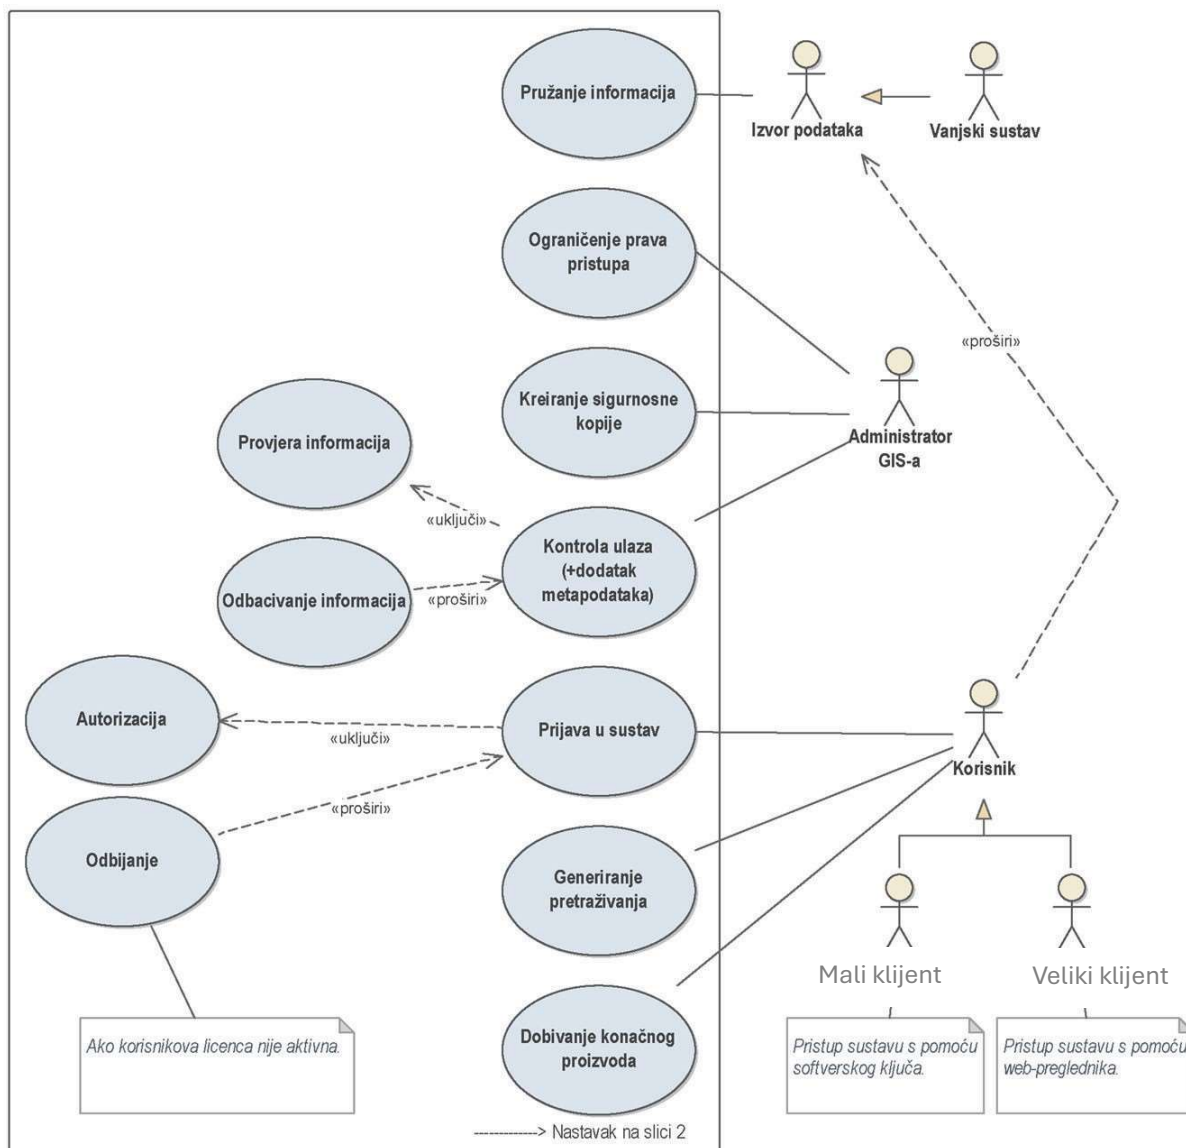 Pružanje informacija
Izvor podataka
Vanjski sustav
Ograničenje prava
pristupa
«proširi»
Kreiranje sigurnosne
kopije
Administrator
GIS-a
Provjera informacija
«uključi»
Kontrola ulaza
(+dodatak
metapodataka)
Odbacivanje informacija
«proširi»
Autorizacija
«uključi»
Prijava u sustav
Korisnik
«proširi»
Odbijanje
Generiranje
pretraživanja
Mali klijent
Veliki klijent
Ako korisnikova licenca nije aktivna.
Dobivanje konačnog
proizvoda
Pristup sustavu s pomoću
softverskog ključa.
Pristup sustavu s pomoću
web-preglednika.
Nastavak na slici 2